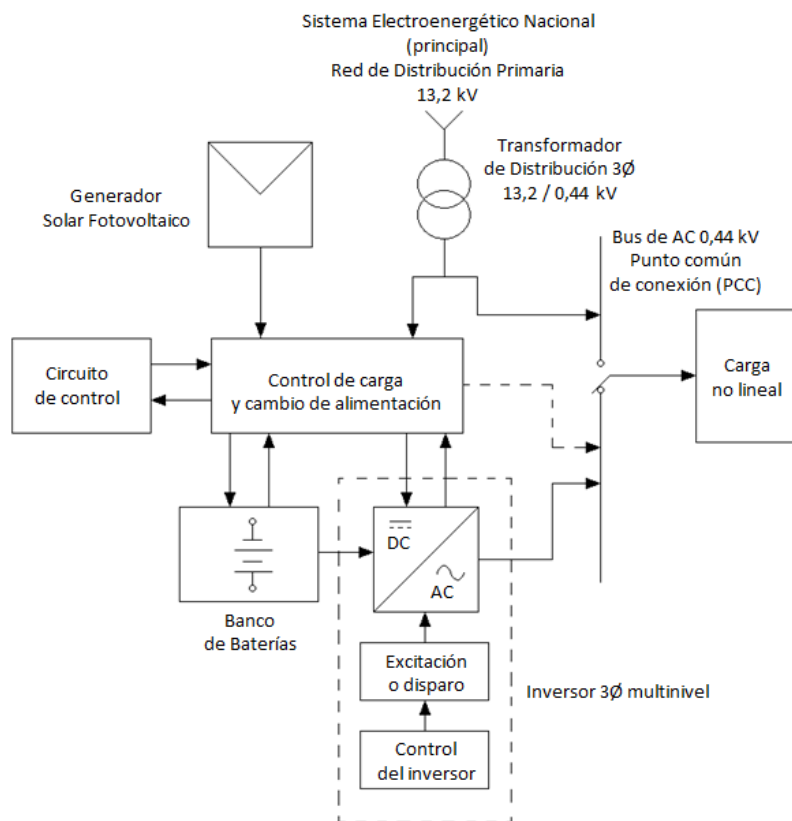 Sistema Electroenergético Nacional
(principal)
Red de Distribución Primaria
13,2 kV
Transformador
de Distribución 3Ø
13,2 / 0,44 kV
Generador
Solar Fotovoltaico
Bus de AC 0,44 kV
Punto común
de conexión (PCC)
Circuito
de control
Control de carga
y cambio de alimentación
Carga
no lineal
DC
AC
Banco
de Baterías
Excitación
o disparo
Inversor 3Ø multinivel
Control
del inversor